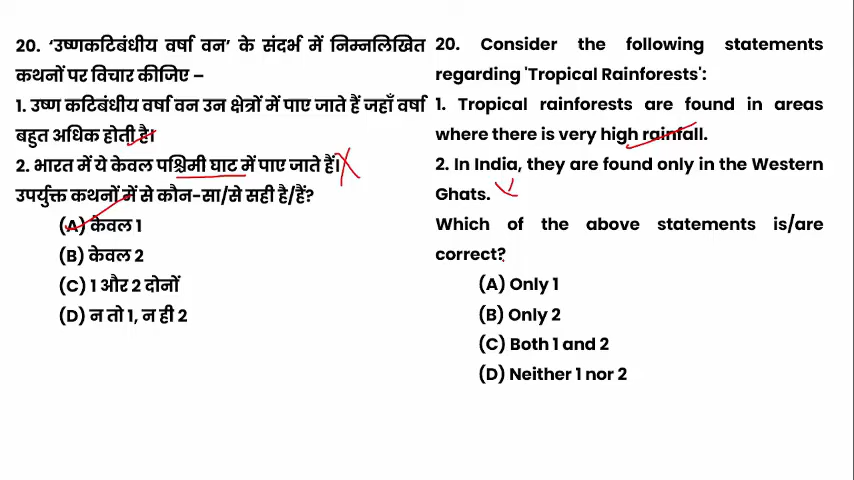 20. ‘उष्णकटिबंधीय वर्षा वन’ के संदर्भ में निम्नलिखित
कथनों पर विचार कीजिए –
1. उष्ण कटिबंधीय वर्षा वन उन क्षेत्रों में पाए जाते हैं जहाँ वर्षा
बहुत अधिक होती है।
2. भारत में ये केवल पश्चिमी घाट में पाए जाते हैं।
उपर्युक्त कथनों में से कौन-सा/से सही है/हैं?
(A) केवल 1
(B) केवल 2
(C) 1 और 2 दोनों
(D) न तो 1, न ही 2
20. Consider the following statements
regarding 'Tropical Rainforests':
1. Tropical rainforests are found in areas
where there is very high rainfall.
2. In India, they are found only in the Western
Ghats.
Which of the above statements is/are
correct?
(A) Only 1
(B) Only 2
(C) Both 1 and 2
(D) Neither 1 nor 2